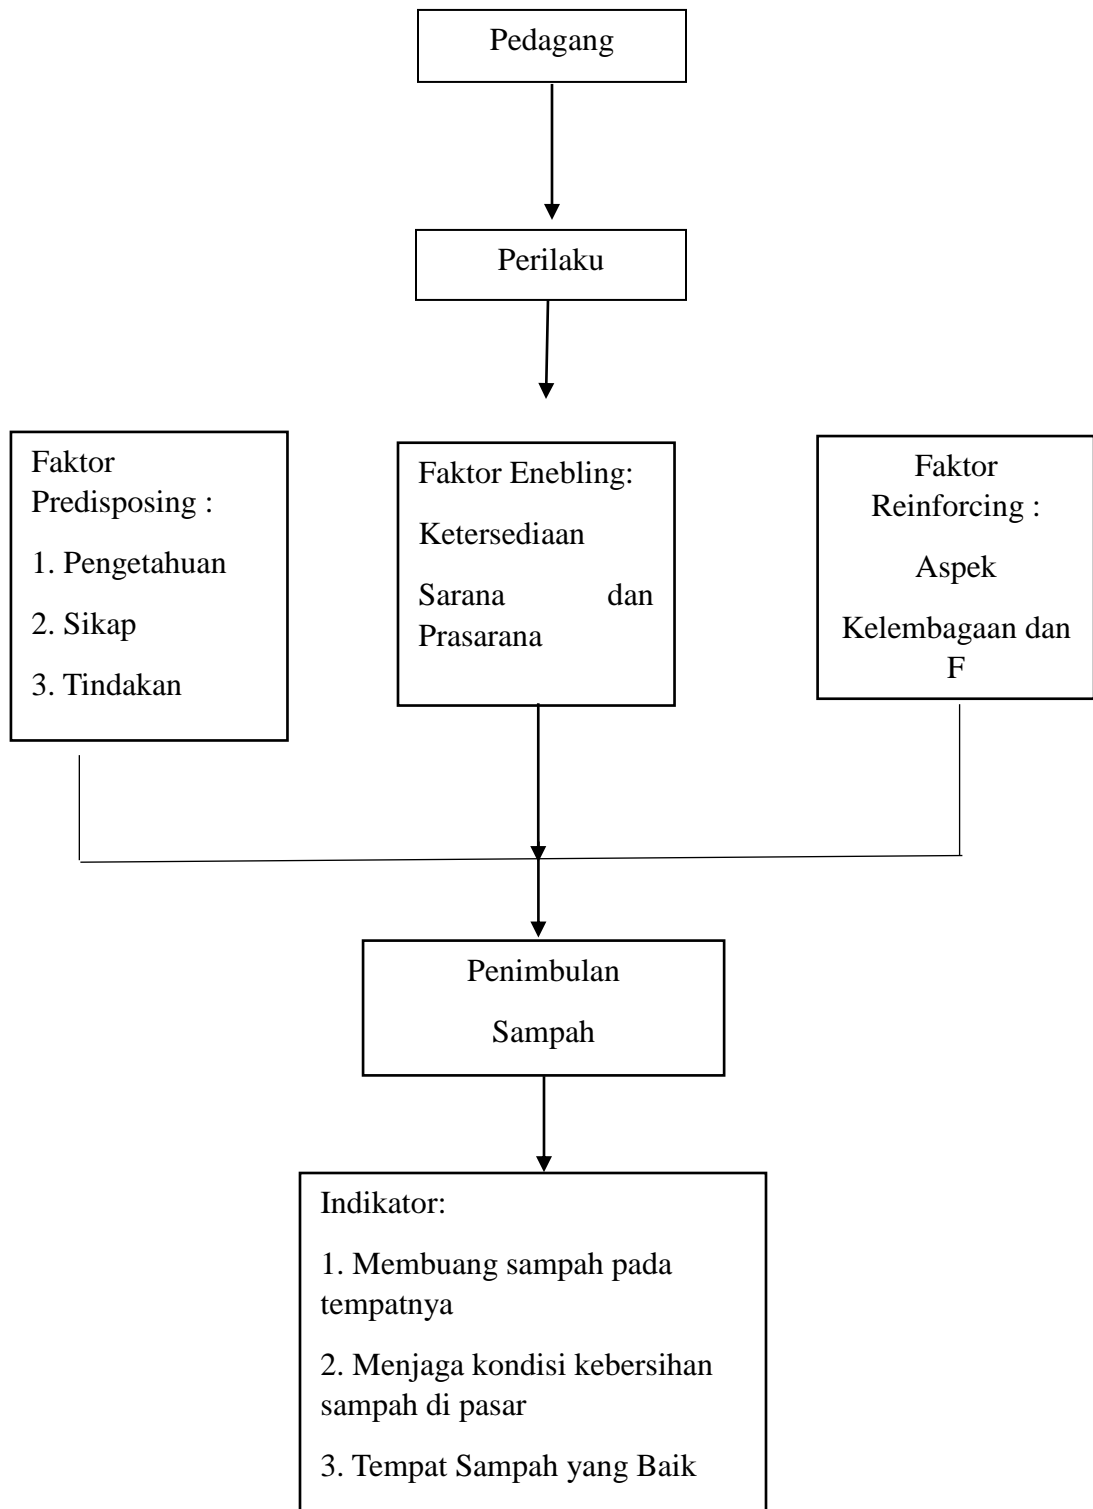 Pedagang
Perilaku
Faktor
Predisposing :
1. Pengetahuan
2. Sikap
3. Tindakan
Faktor Enebling:
Ketersediaan
Sarana dan
Prasarana
Faktor
Reinforcing :
Aspek
Kelembagaan dan
F
Penimbulan
Sampah
Indikator:
1. Membuang sampah pada
tempatnya
2. Menjaga kondisi kebersihan
sampah di pasar
3. Tempat Sampah yang Baik